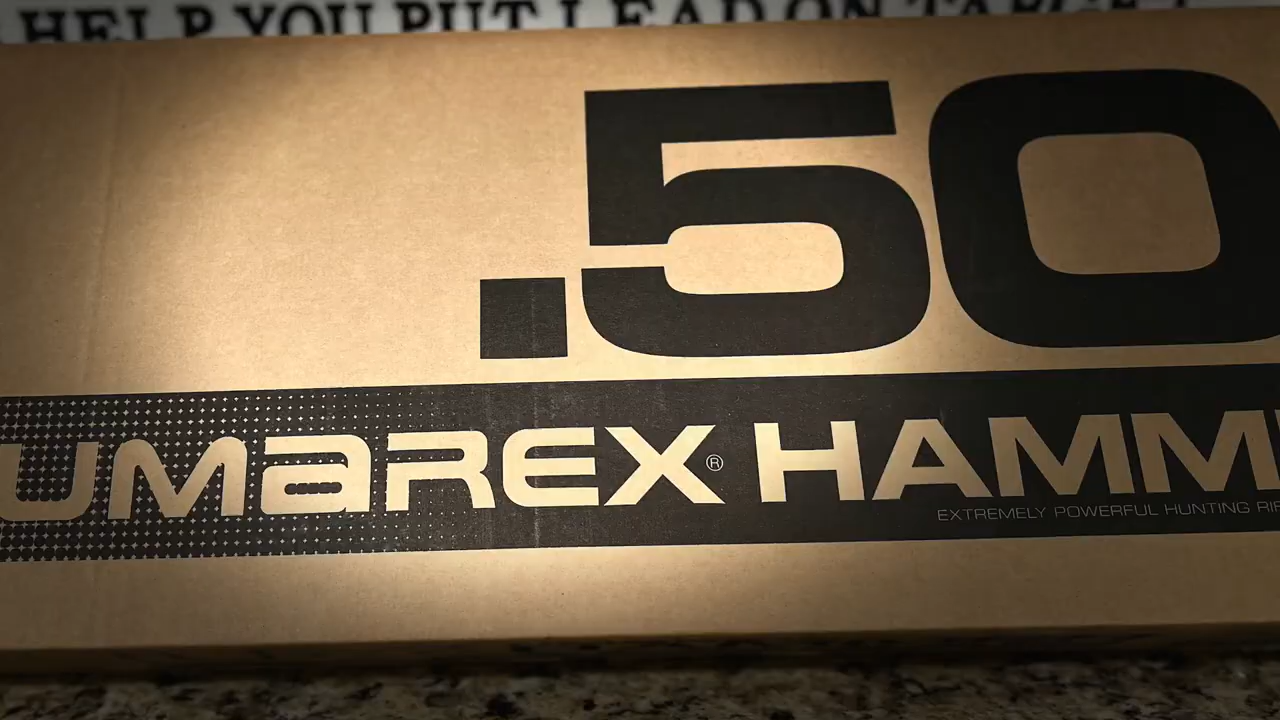 HELP YOU PUT LEAD ON TARGET
.50
UMAREX® HAMM
EXTREMELY POWERFUL HUNTING RIF